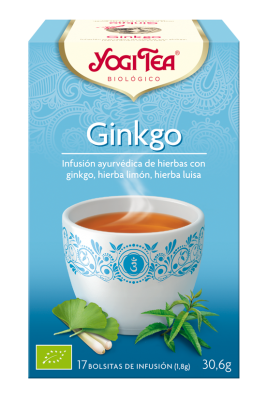 YOGI TEA®
BIOLÓGICO
Ginkgo
Infusión ayurvédica de hierbas con
ginkgo, hierba limón, hierba luisa
17 BOLSITAS DE INFUSIÓN (1,8g) 30,6g